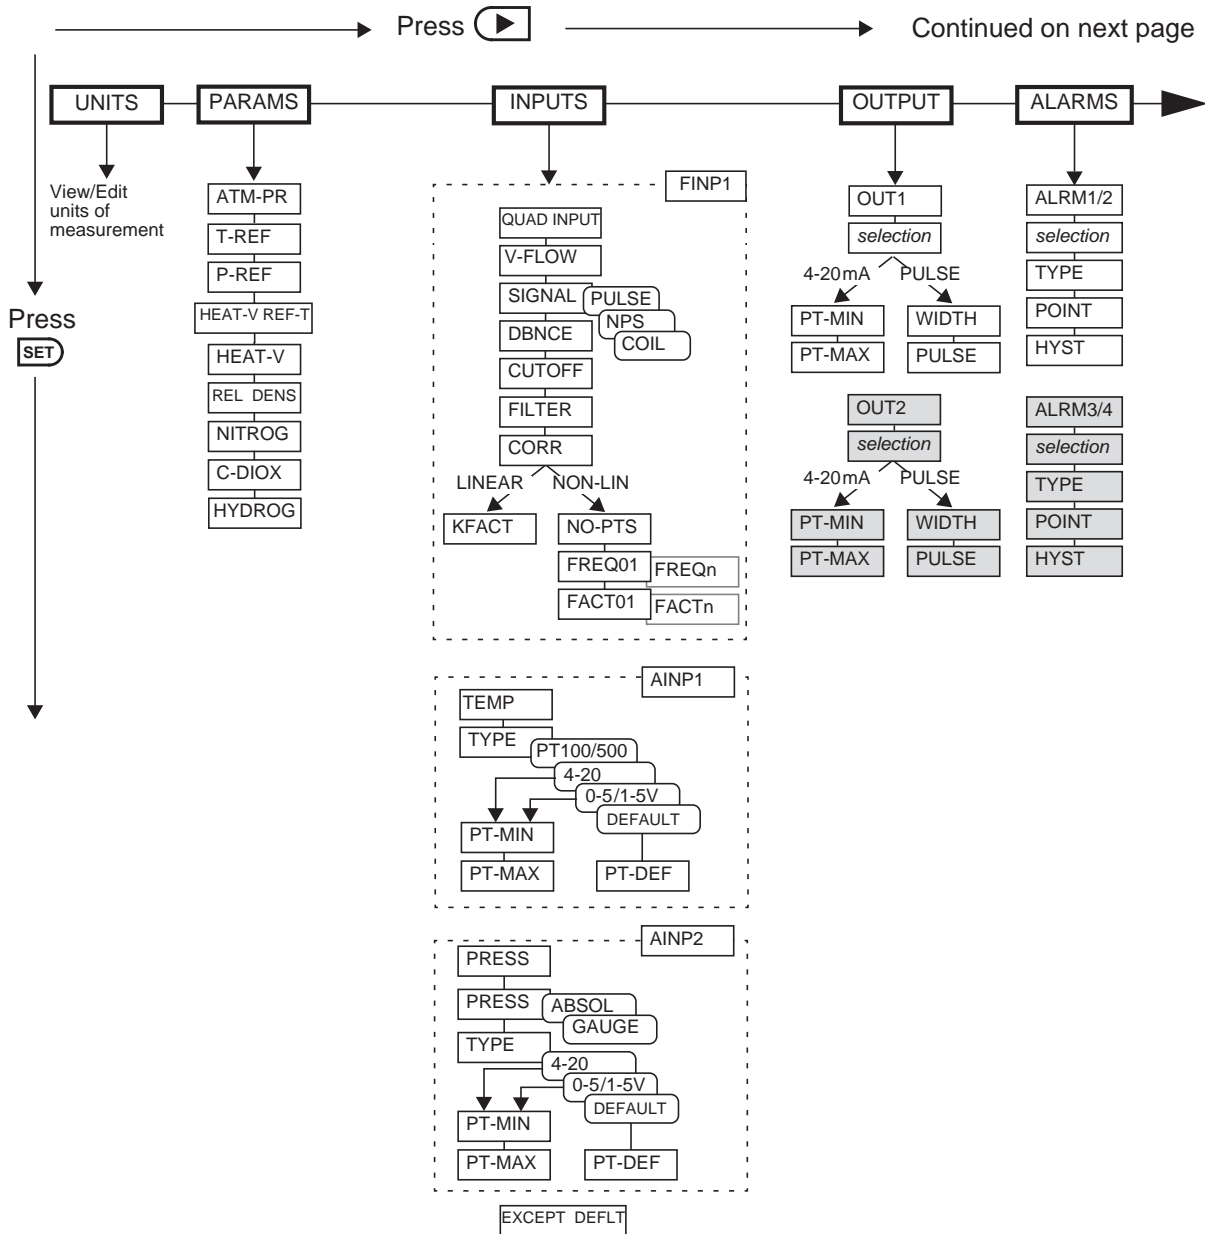 Press
Continued on next page
UNITS
PARAMS
INPUTS
OUTPUT
ALARMS
View/Edit
units of
measurement
Press
SET
ATM-PR
T-REF
P-REF
HEAT-V REF-T
HEAT-V
REL DENS
NITROG
C-DIOX
HYDROG
FINP1
QUAD INPUT
V-FLOW
SIGNAL
PULSE
NPS
COIL
DBNCE
CUTOFF
FILTER
CORR
LINEAR
NON-LIN
KFACT
NO-PTS
FREQ01
FREQn
FACT01
FACTn
AINP1
TEMP
TYPE
PT100/500
4-20
0-5/1-5V
DEFAULT
PT-MIN
PT-MAX
PT-DEF
AINP2
PRESS
PRESS
ABSOL
GAUGE
TYPE
4-20
0-5/1-5V
DEFAULT
PT-MIN
PT-MAX
PT-DEF
EXCEPT DEFLT
OUT1
selection
4-20mA
PULSE
PT-MIN
WIDTH
PT-MAX
PULSE
OUT2
selection
4-20mA
PULSE
PT-MIN
WIDTH
PT-MAX
PULSE
ALRM1/2
selection
TYPE
POINT
HYST
ALRM3/4
selection
TYPE
POINT
HYST